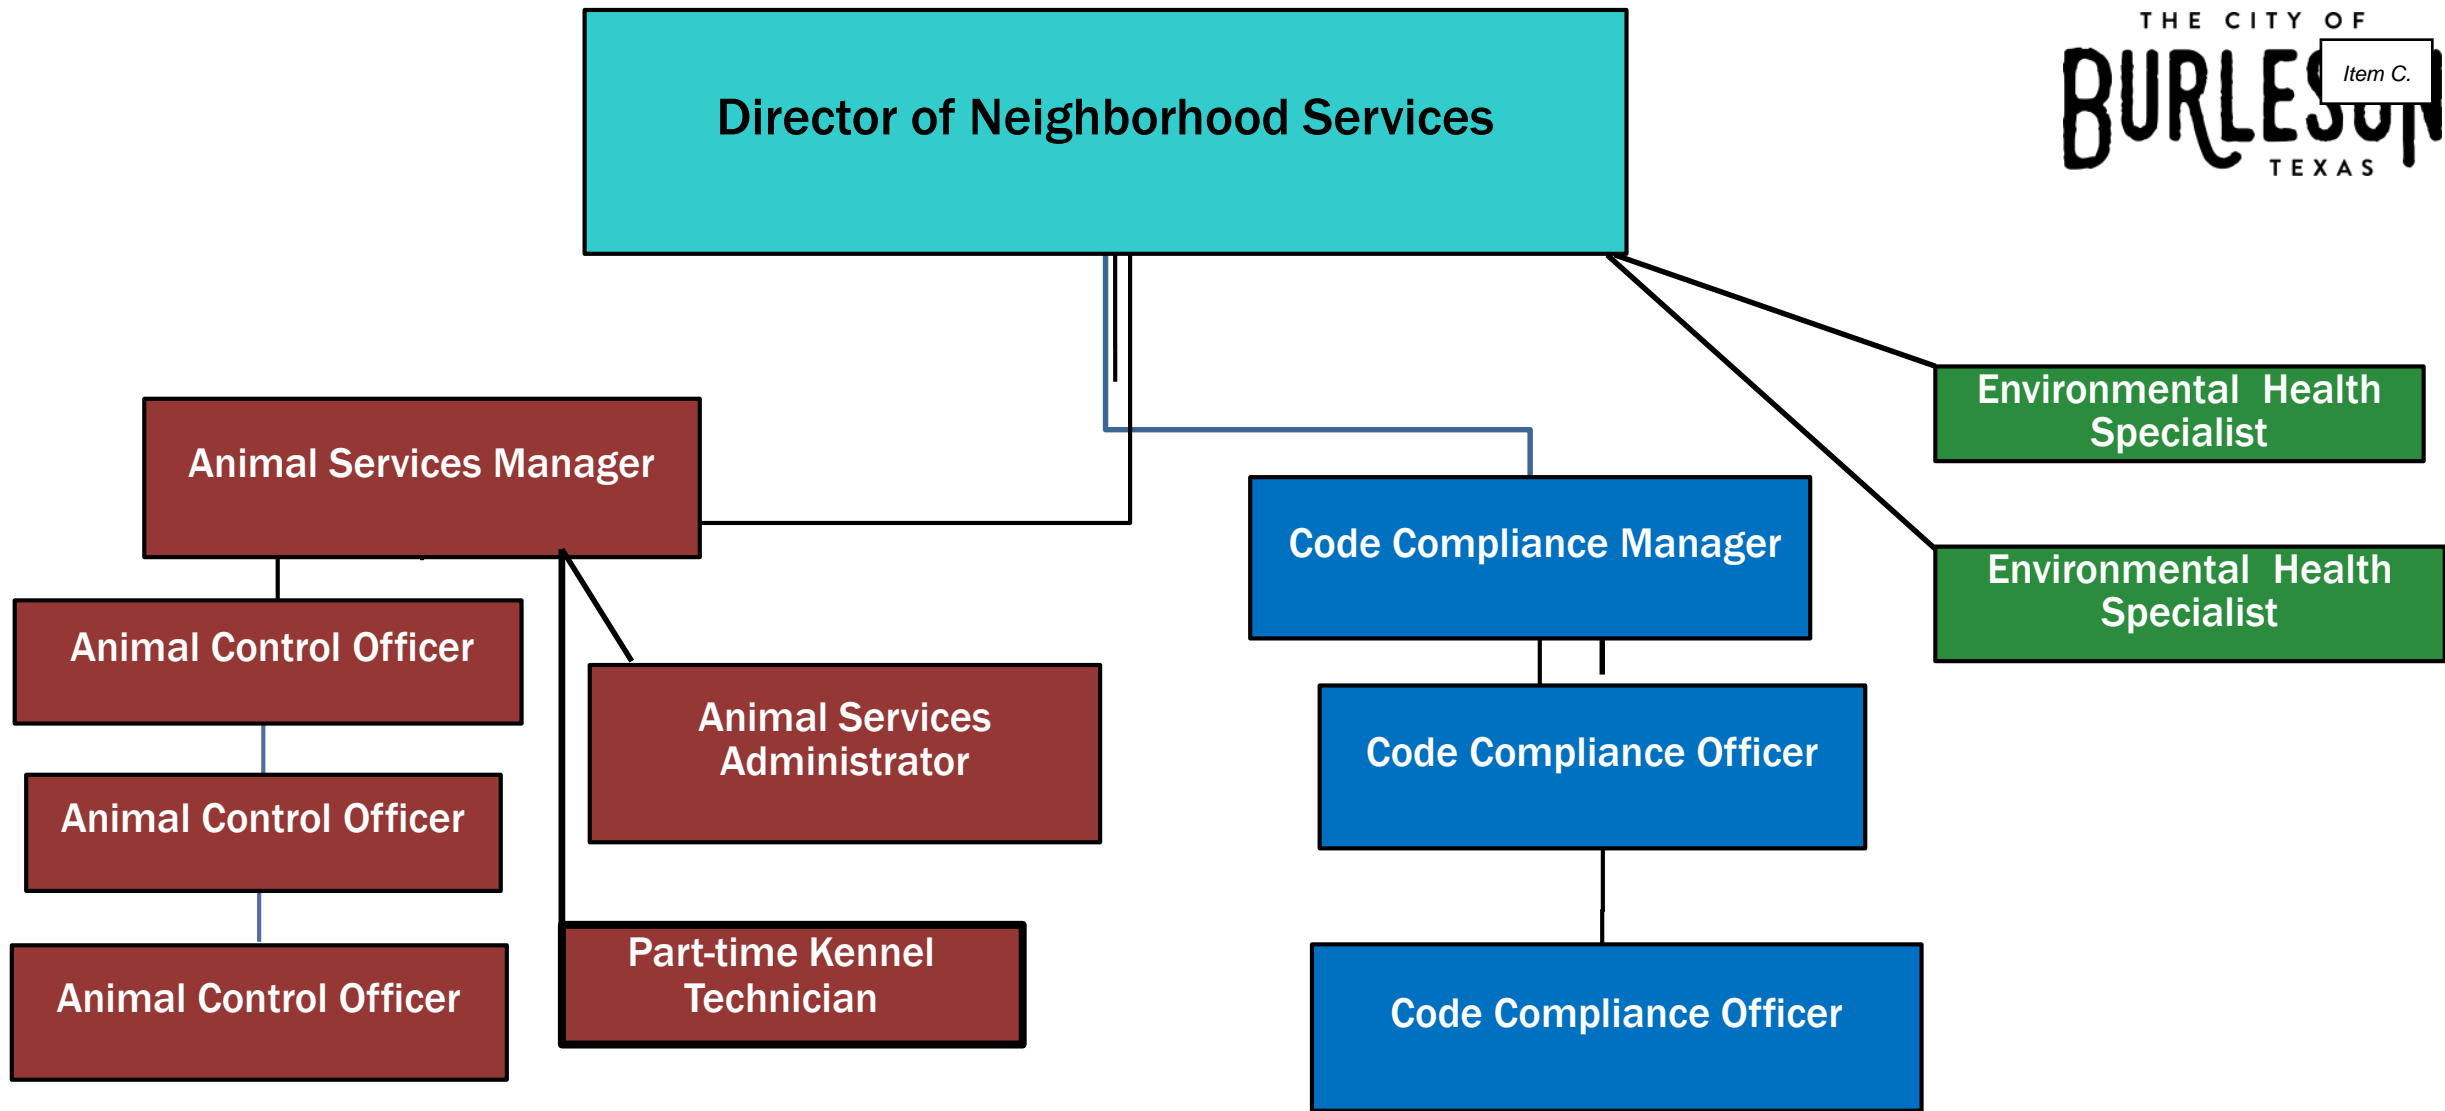 THE CITY OF
BURLESON
TEXAS
Item C.
Director of Neighborhood Services
Environmental  Health
Specialist
Animal Services Manager
Code Compliance Manager
Environmental  Health
Specialist
Animal Control Officer
Animal Services
Administrator
Code Compliance Officer
Animal Control Officer
Part-time Kennel
Technician
Animal Control Officer
Code Compliance Officer